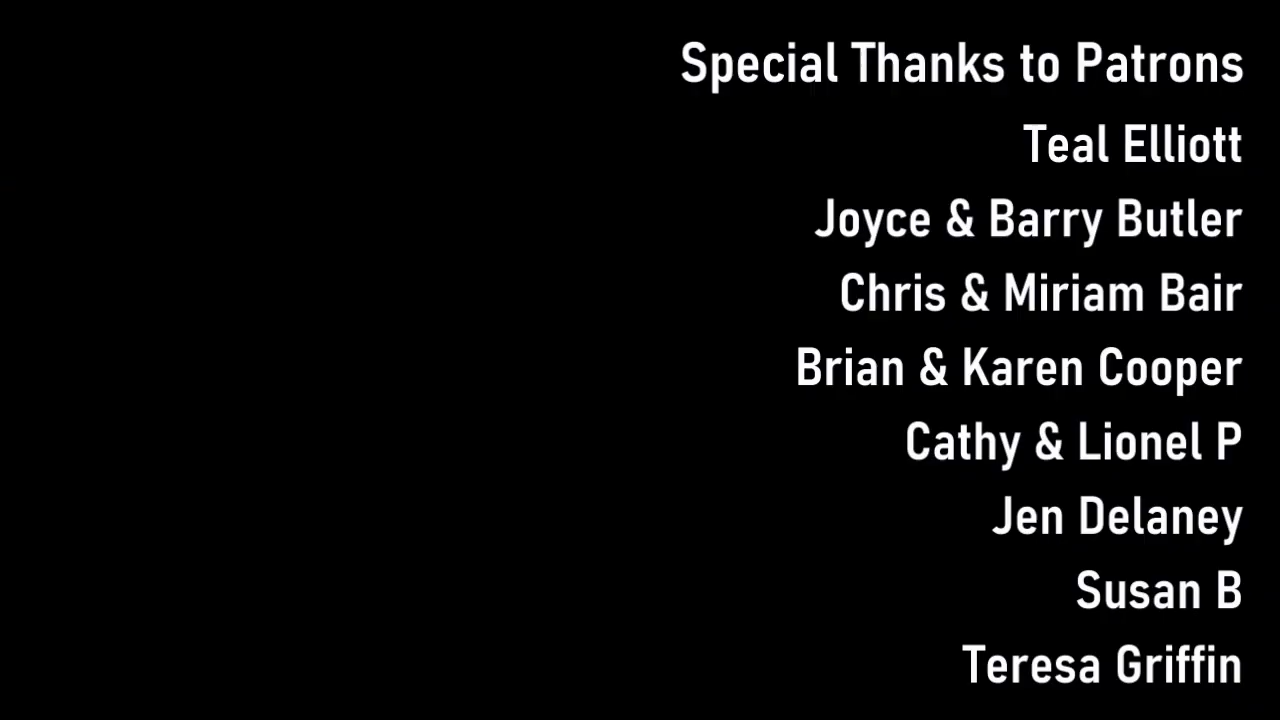 Special Thanks to Patrons
Teal Elliott
Joyce & Barry Butler
Chris & Miriam Bair
Brian & Karen Cooper
Cathy & Lionel P
Jen Delaney
Susan B
Teresa Griffin